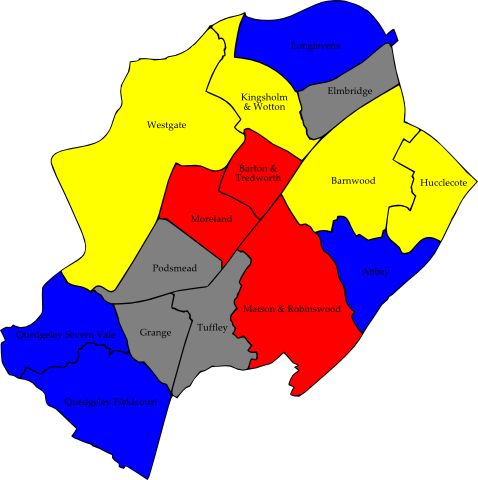 Longlevens
Elmbridge
Kingsholm
& Wotton
Westgate
Barton &
Tredworth
Barnwood
Hucclecote
Moreland
Podsmead
Abbey
Matson & Robinswood
Tuffley
Grange
Quedgeley Severn Vale
Quedgeley Fieldcourt